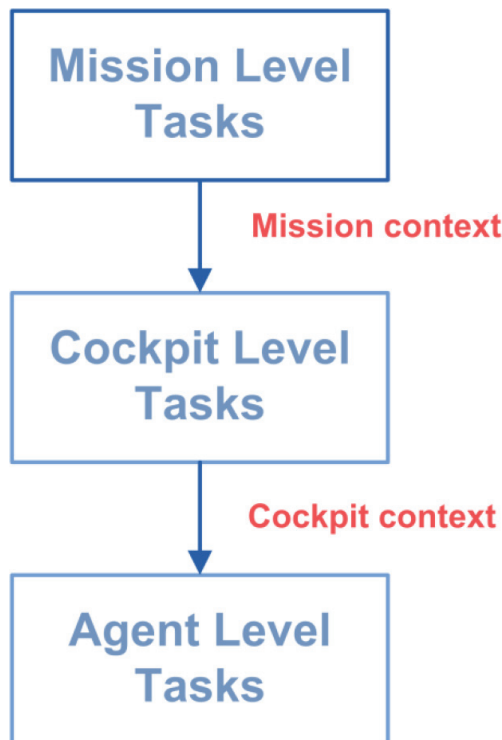 Mission Level
Tasks
Mission context
Cockpit Level
Tasks
Cockpit context
Agent Level
Tasks